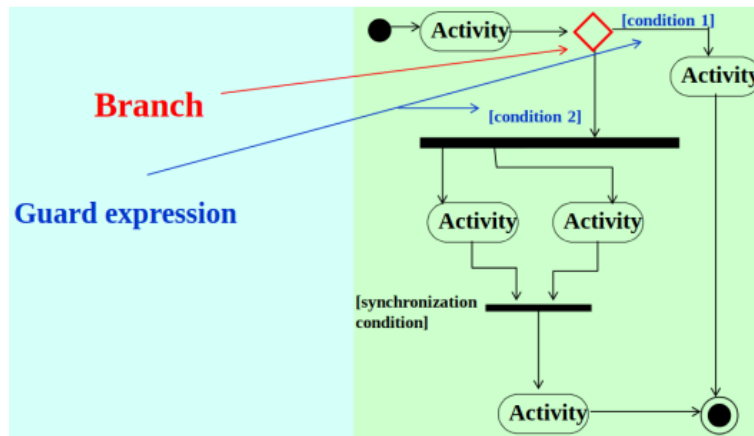 [condition 1]
Activity
Activity
Branch
[condition 2]
Guard expression
Activity
Activity
[synchronization
condition]
Activity